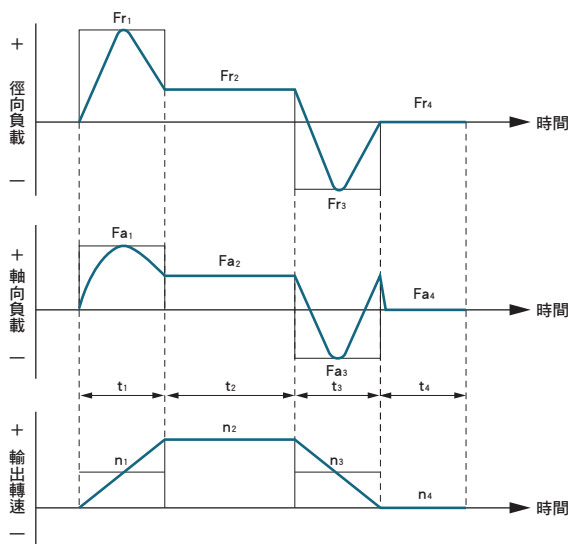 Fr₁
Fr₂
Fr₄
Fr₃
＋
徑向負載
－
時間
Fa₁
Fa₂
Fa₄
Fa₃
＋
軸向負載
－
時間
t₁
t₂
t₃
t₄
n₂
n₁
n₃
n₄
＋
輸出轉速
－
時間